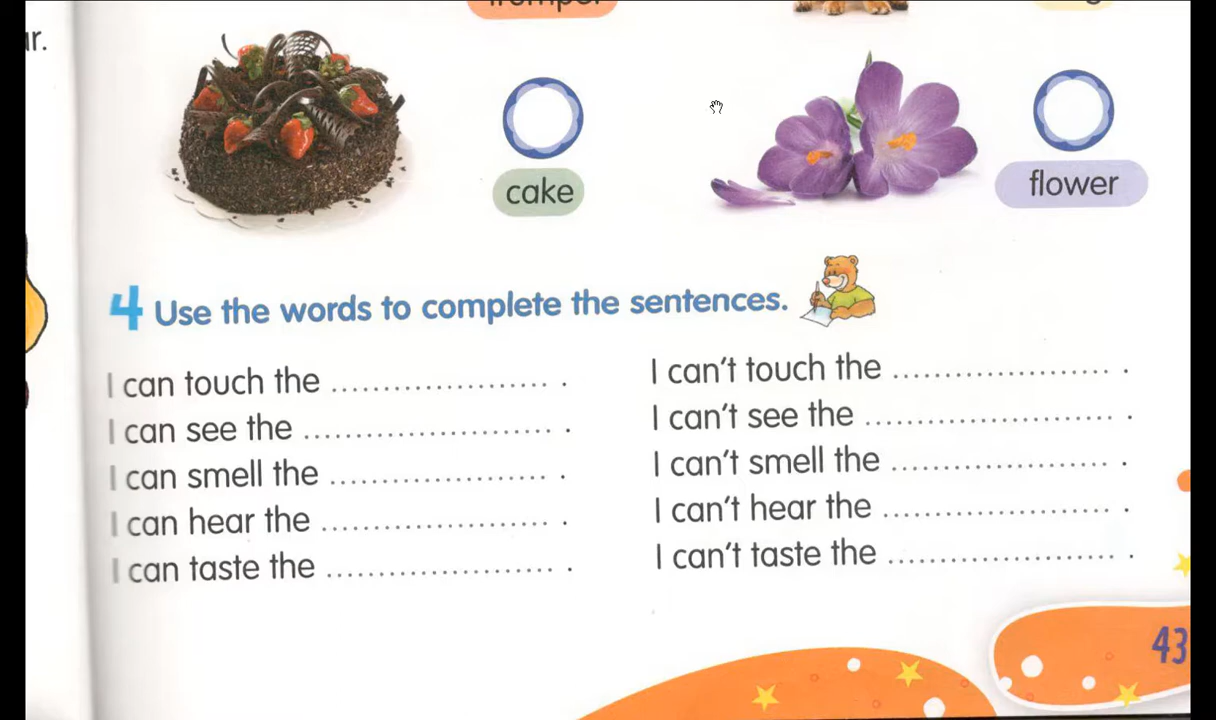 ur.
cake
flower
4 Use the words to complete the sentences.
I can touch the ..................... .
I can see the ........................ .
I can smell the ..................... .
I can hear the ...................... .
I can taste the ...................... .
I can't touch the ..................... .
I can't see the ........................ .
I can't smell the ..................... .
I can't hear the ...................... .
I can't taste the ...................... .
43